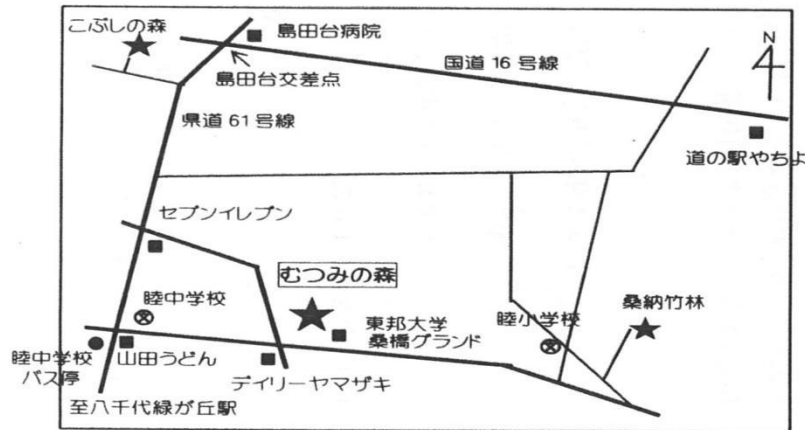 こぶしの森
島田台病院
N
国道16号線
島田台交差点
県道61号線
道の駅やちよ
セブンイレブン
むつみの森
睦中学校
東邦大学
桑橋グランド
睦小学校
桑納竹林
睦中学校
バス停
山田うどん
デイリーヤマザキ
至八千代緑が丘駅